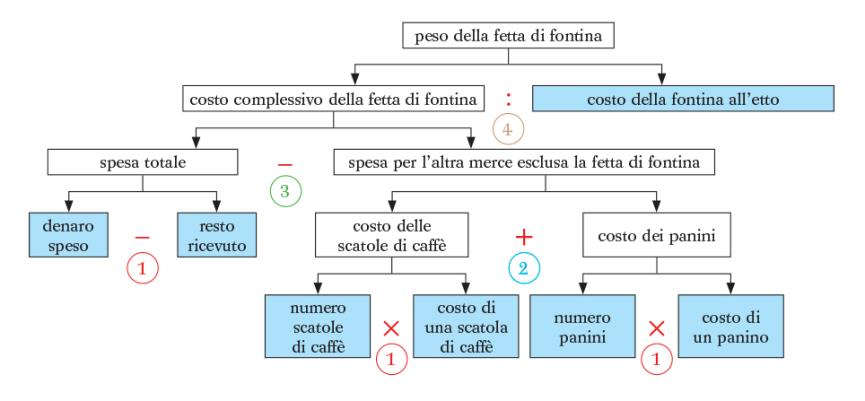 peso della fetta di fontina
costo complessivo della fetta di fontina
:
costo della fontina all'etto
4
spesa totale
−
spesa per l'altra merce esclusa la fetta di fontina
3
denaro
speso
−
resto
ricevuto
1
costo delle
scatole di caffè
+
costo dei panini
2
numero
scatole
di caffè
×
costo di
una scatola
di caffè
1
numero
panini
×
costo di
un panino
1